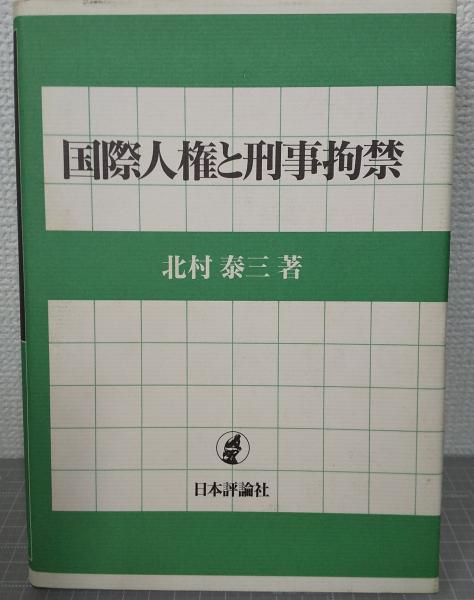 国際人権と刑事拘禁
北村 泰三 著
日本評論社